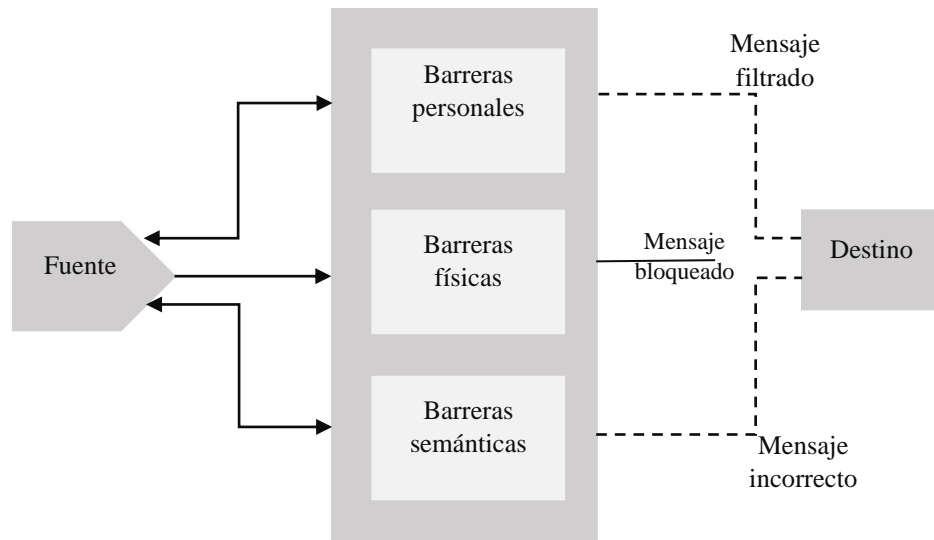 Fuente
Barreras
personales
Barreras
físicas
Barreras
semánticas
Mensaje
filtrado
Mensaje
bloqueado
Mensaje
incorrecto
Destino